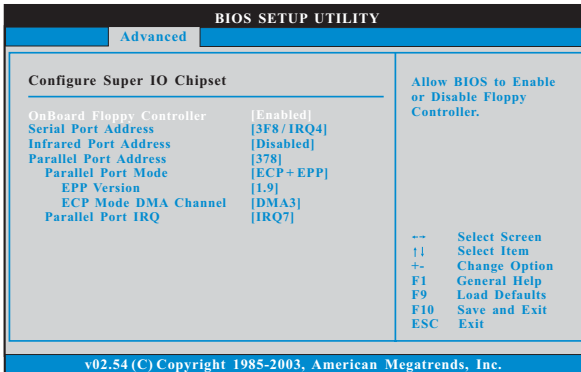 BIOS SETUP UTILITY
Advanced
Configure Super IO Chipset
OnBoard Floppy Controller [Enabled]
Serial Port Address [3F8 / IRQ4]
Infrared Port Address [Disabled]
Parallel Port Address [378]
Parallel Port Mode [ECP + EPP]
EPP Version [1.9]
ECP Mode DMA Channel [DMA3]
Parallel Port IRQ [IRQ7]
Allow BIOS to Enable
or Disable Floppy
Controller.
←→ Select Screen
↑↓ Select Item
+- Change Option
F1 General Help
F9 Load Defaults
F10 Save and Exit
ESC Exit
v02.54 (C) Copyright 1985-2003, American Megatrends, Inc.